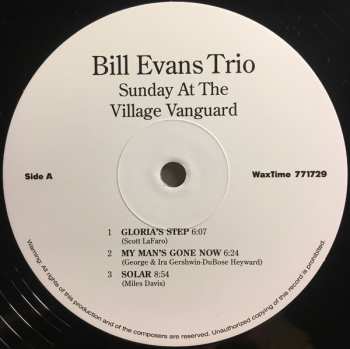 Bill Evans Trio
Sunday At The
Village Vanguard
Side A
WaxTime 771729
1 GLORIA'S STEP 6:07
(Scott LaFaro)
2 MY MAN'S GONE NOW 6:24
(George & Ira Gershwin-DuBose Heyward)
3 SOLAR 8:54
(Miles Davis)
Warning: All rights of this production and of the composers are reserved. Unauthorized copying of this record is prohibited.